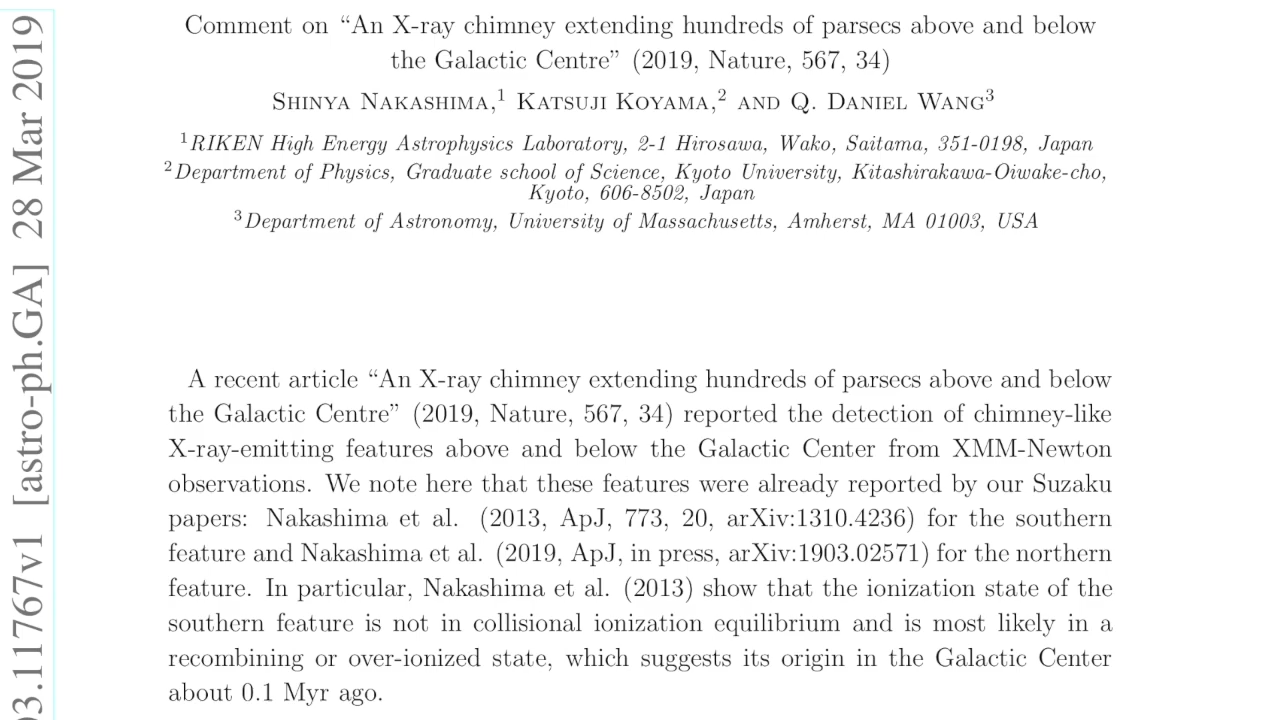 Comment on “An X-ray chimney extending hundreds of parsecs above and below
the Galactic Centre” (2019, Nature, 567, 34)
Shinya Nakashima,1 Katsuji Koyama,2 and Q. Daniel Wang3
1RIKEN High Energy Astrophysics Laboratory, 2-1 Hirosawa, Wako, Saitama, 351-0198, Japan
2Department of Physics, Graduate school of Science, Kyoto University, Kitashirakawa-Oiwake-cho,
Kyoto, 606-8502, Japan
3Department of Astronomy, University of Massachusetts, Amherst, MA 01003, USA
A recent article “An X-ray chimney extending hundreds of parsecs above and below
the Galactic Centre” (2019, Nature, 567, 34) reported the detection of chimney-like
X-ray-emitting features above and below the Galactic Center from XMM-Newton
observations. We note here that these features were already reported by our Suzaku
papers: Nakashima et al. (2013, ApJ, 773, 20, arXiv:1310.4236) for the southern
feature and Nakashima et al. (2019, ApJ, in press, arXiv:1903.02571) for the northern
feature. In particular, Nakashima et al. (2013) show that the ionization state of the
southern feature is not in collisional ionization equilibrium and is most likely in a
recombining or over-ionized state, which suggests its origin in the Galactic Center
about 0.1 Myr ago.
03.11767v1 [astro-ph.GA] 28 Mar 2019